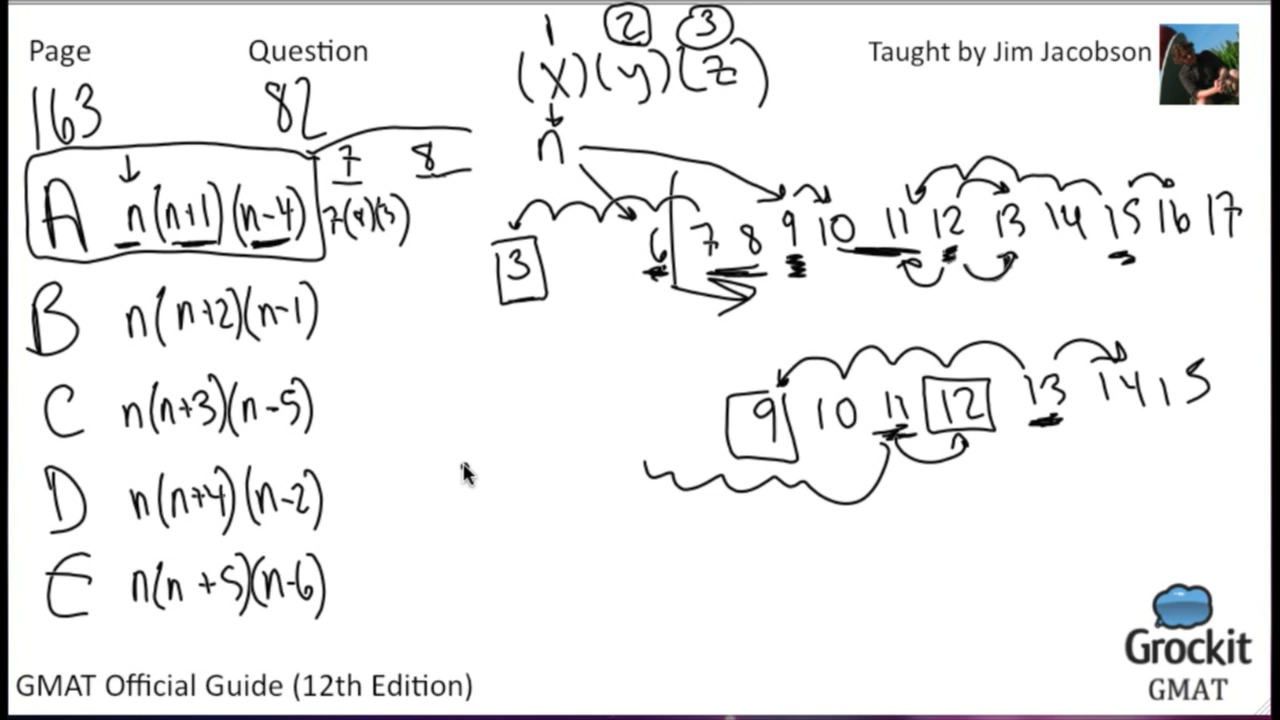 Page Question
163 82
A n(n+1)(n-4)
7 8
7(8)(3)
B n(n+2)(n-1)
C n(n+3)(n-5)
D n(n+4)(n-2)
E n(n+5)(n-6)
1 2 3
(x)(y)(z)
n
3 6 7 8 9 10 11 12 13 14 15 16 17
9 10 11 12 13 14 15
Taught by Jim Jacobson
GMAT Official Guide (12th Edition)
Grockit
GMAT